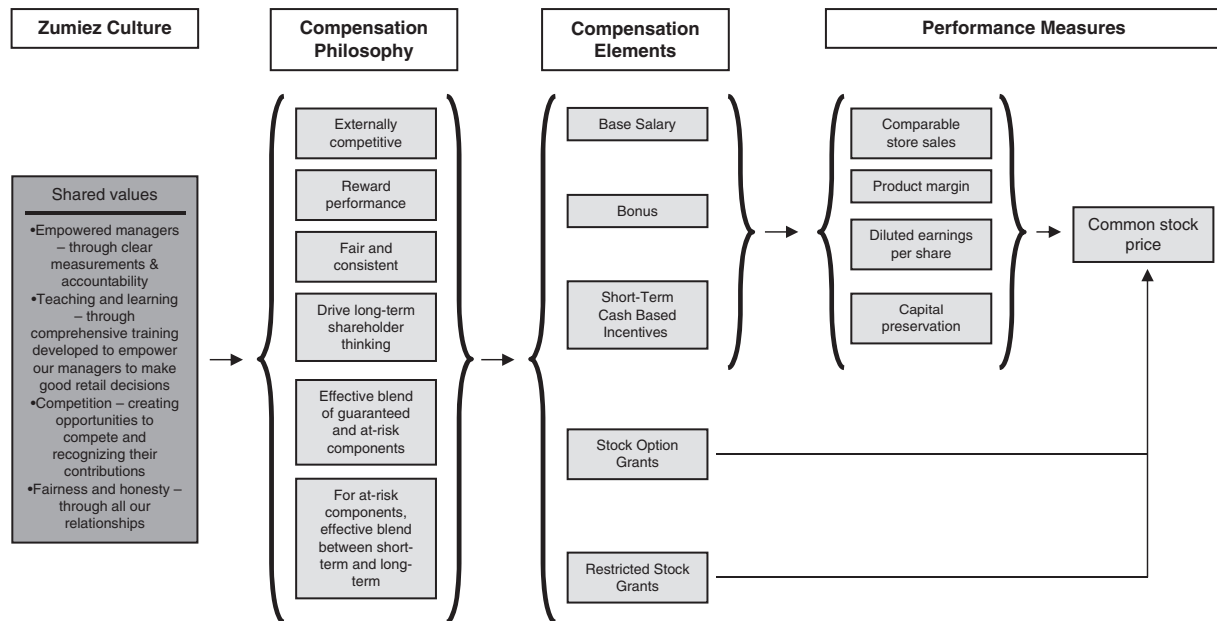 Zumiez Culture
Compensation
Philosophy
Compensation
Elements
Performance Measures
Shared values
•Empowered managers
– through clear
measurements &
accountability
•Teaching and learning
– through
comprehensive training
developed to empower
our managers to make
good retail decisions
•Competition – creating
opportunities to
compete and
recognizing their
contributions
•Fairness and honesty –
through all our
relationships
Externally
competitive
Reward
performance
Fair and
consistent
Drive long-term
shareholder
thinking
Effective blend
of guaranteed
and at-risk
components
For at-risk
components,
effective blend
between short-
term and long-
term
Base Salary
Bonus
Short-Term
Cash Based
Incentives
Stock Option
Grants
Restricted Stock
Grants
Comparable
store sales
Product margin
Diluted earnings
per share
Capital
preservation
Common stock
price